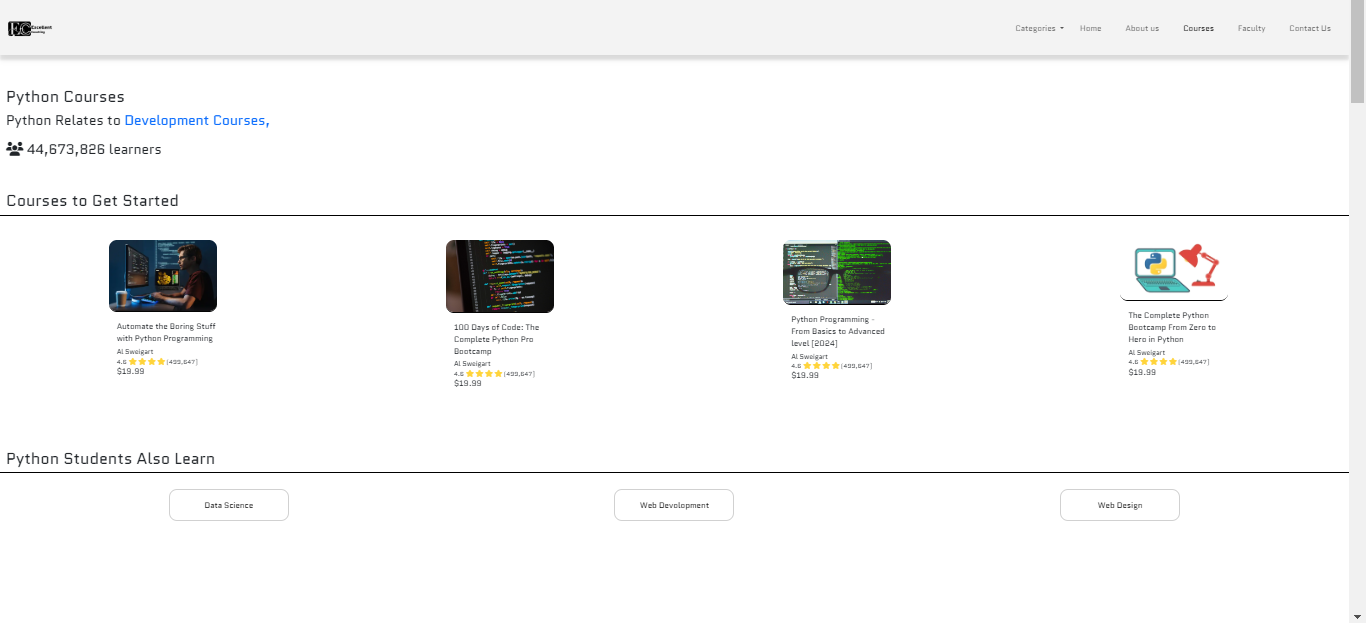 EC Excellent Coaching
Categories Home About us Courses Faculty Contact Us
Python Courses
Python Relates to Development Courses,
44,673,826 learners
Courses to Get Started
Automate the Boring Stuff
with Python Programming
Al Sweigart
4.6 (499,647)
$19.99
100 Days of Code: The
Complete Python Pro
Bootcamp
Al Sweigart
4.6 (499,647)
$19.99
Python Programming -
From Basics to Advanced
level [2024]
Al Sweigart
4.6 (499,647)
$19.99
The Complete Python
Bootcamp From Zero to
Hero in Python
Al Sweigart
4.6 (499,647)
$19.99
Python Students Also Learn
Data Science
Web Devolopment
Web Design